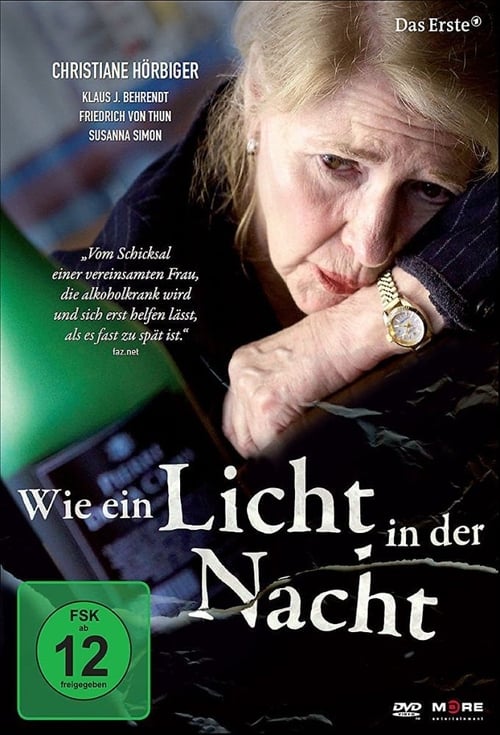 Das Erste
CHRISTIANE HÖRBIGER
KLAUS J. BEHRENDT
FRIEDRICH VON THUN
SUSANNA SIMON
„Vom Schicksal
einer vereinsamten Frau,
die alkoholkrank wird
und sich erst helfen lässt,
als es fast zu spät ist.“
faz.net
Wie ein Licht in der
Nacht
FSK
ab
12
freigegeben
DVD
VIDEO
MORE
entertainment